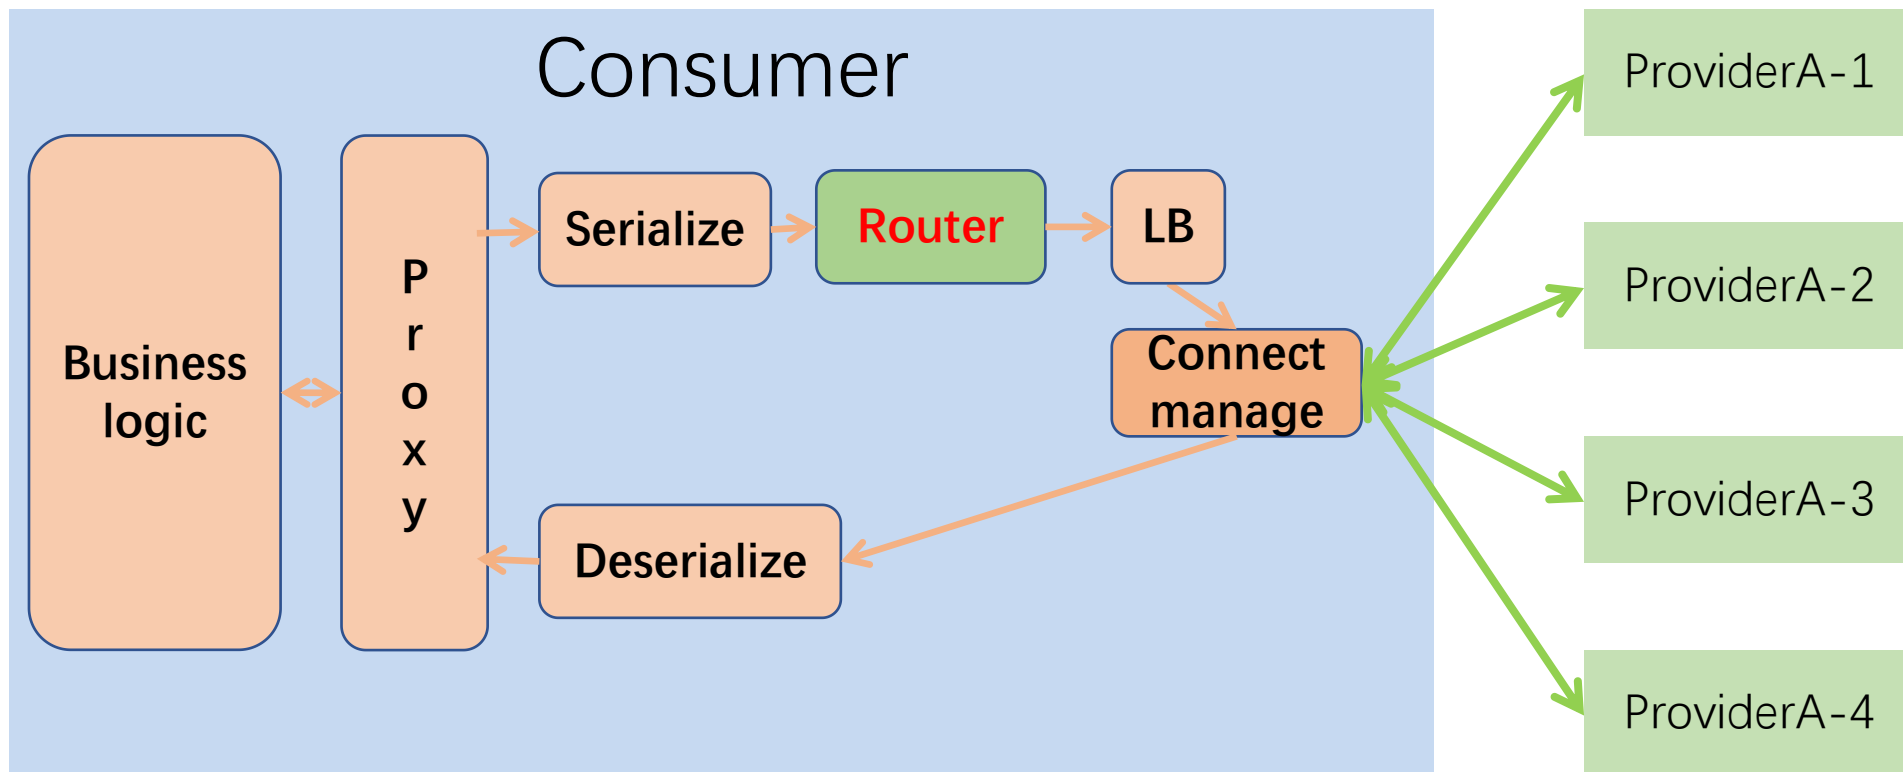 Consumer
Business
logic
P
r
o
x
y
Serialize
Router
LB
Connect
manage
Deserialize
ProviderA-1
ProviderA-2
ProviderA-3
ProviderA-4